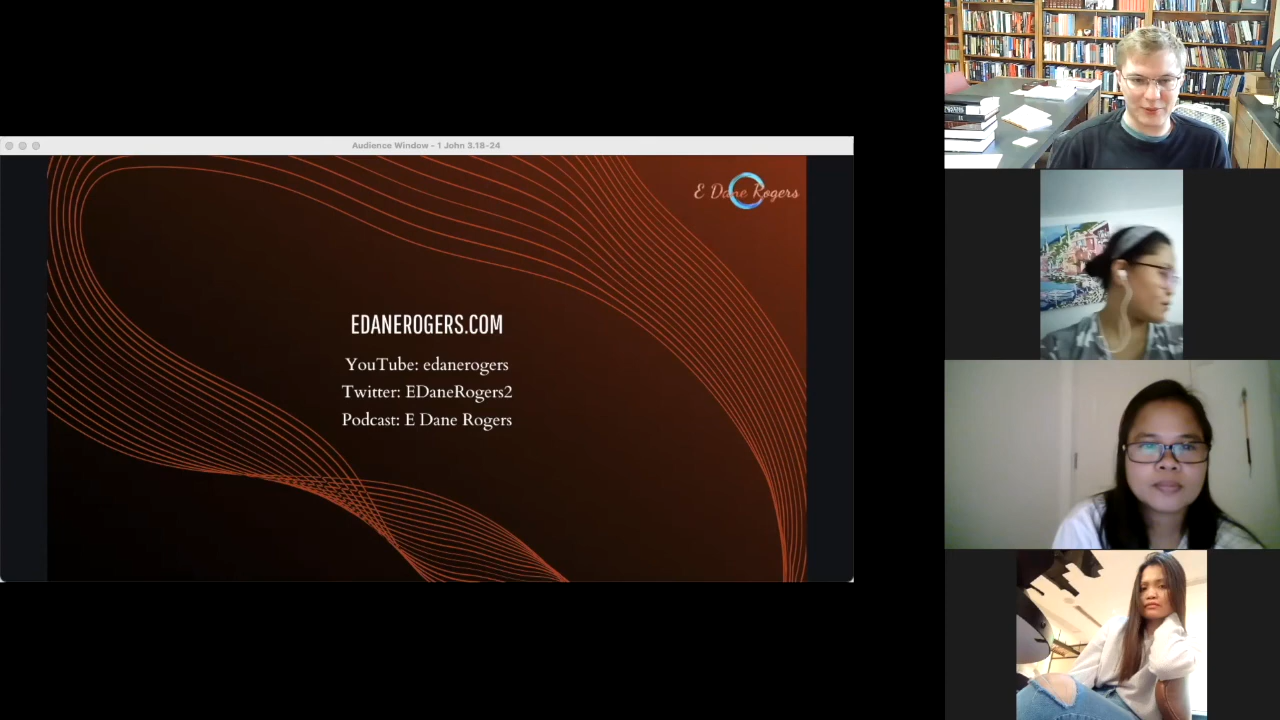 Audience Window - 1 John 3.18-24
E Dane Rogers
EDANEROGERS.COM
YouTube: edanerogers
Twitter: EDaneRogers2
Podcast: E Dane Rogers